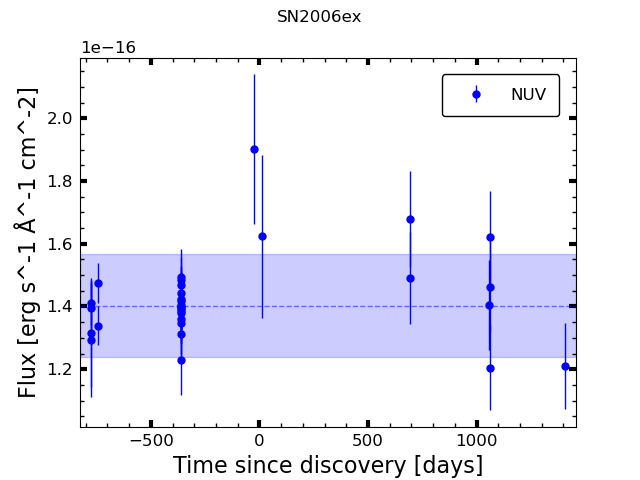 SN2006ex
1e−16
NUV
2.0
1.8
1.6
1.4
1.2
Flux [erg s^-1 Å^-1 cm^-2]
−500 0 500 1000
Time since discovery [days]